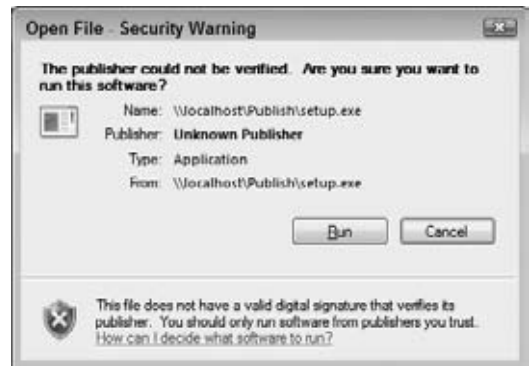 Open File - Security Warning
The publisher could not be verified. Are you sure you want to
run this software?
Name: \\localhost\Publish\setup.exe
Publisher: Unknown Publisher
Type: Application
From: \\localhost\Publish\setup.exe
Run
Cancel
This file does not have a valid digital signature that verifies its
publisher. You should only run software from publishers you trust.
How can I decide what software to run?